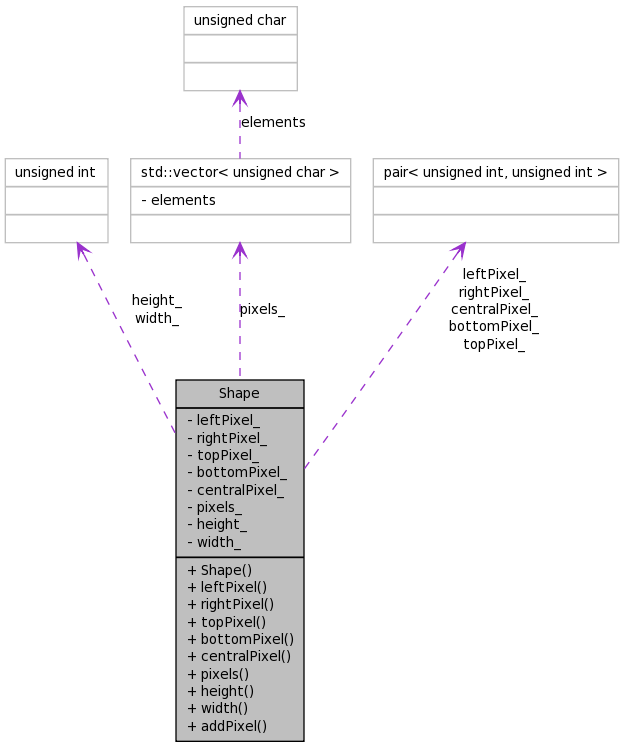 unsigned char
elements
unsigned int
std::vector< unsigned char >
- elements
pair< unsigned int, unsigned int >
height_
width_
pixels_
leftPixel_
rightPixel_
centralPixel_
bottomPixel_
topPixel_
Shape
- leftPixel_
- rightPixel_
- topPixel_
- bottomPixel_
- centralPixel_
- pixels_
- height_
- width_
+ Shape()
+ leftPixel()
+ rightPixel()
+ topPixel()
+ bottomPixel()
+ centralPixel()
+ pixels()
+ height()
+ width()
+ addPixel()